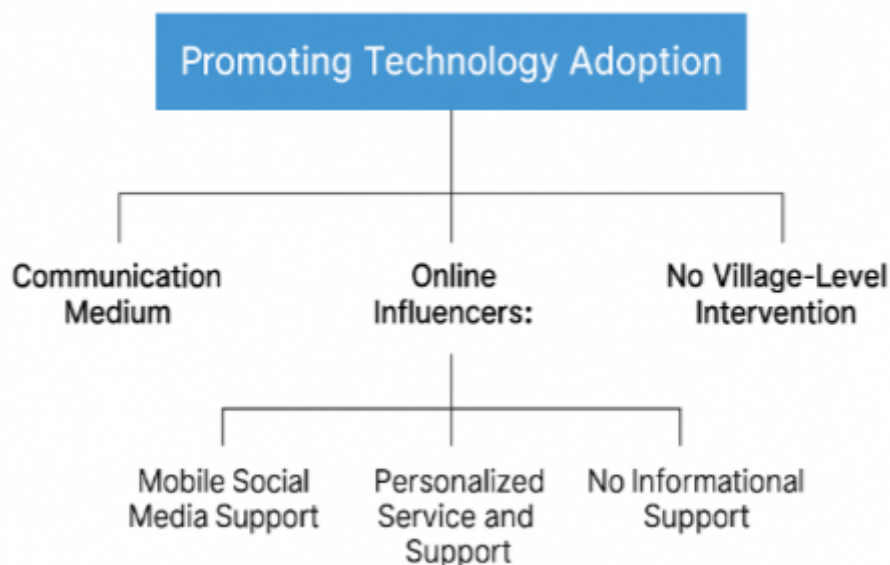 Promoting Technology Adoption
Communication
Medium
Online
Influencers:
No Village-Level
Intervention
Mobile Social
Media Support
Personalized
Service and
Support
No Informational
Support